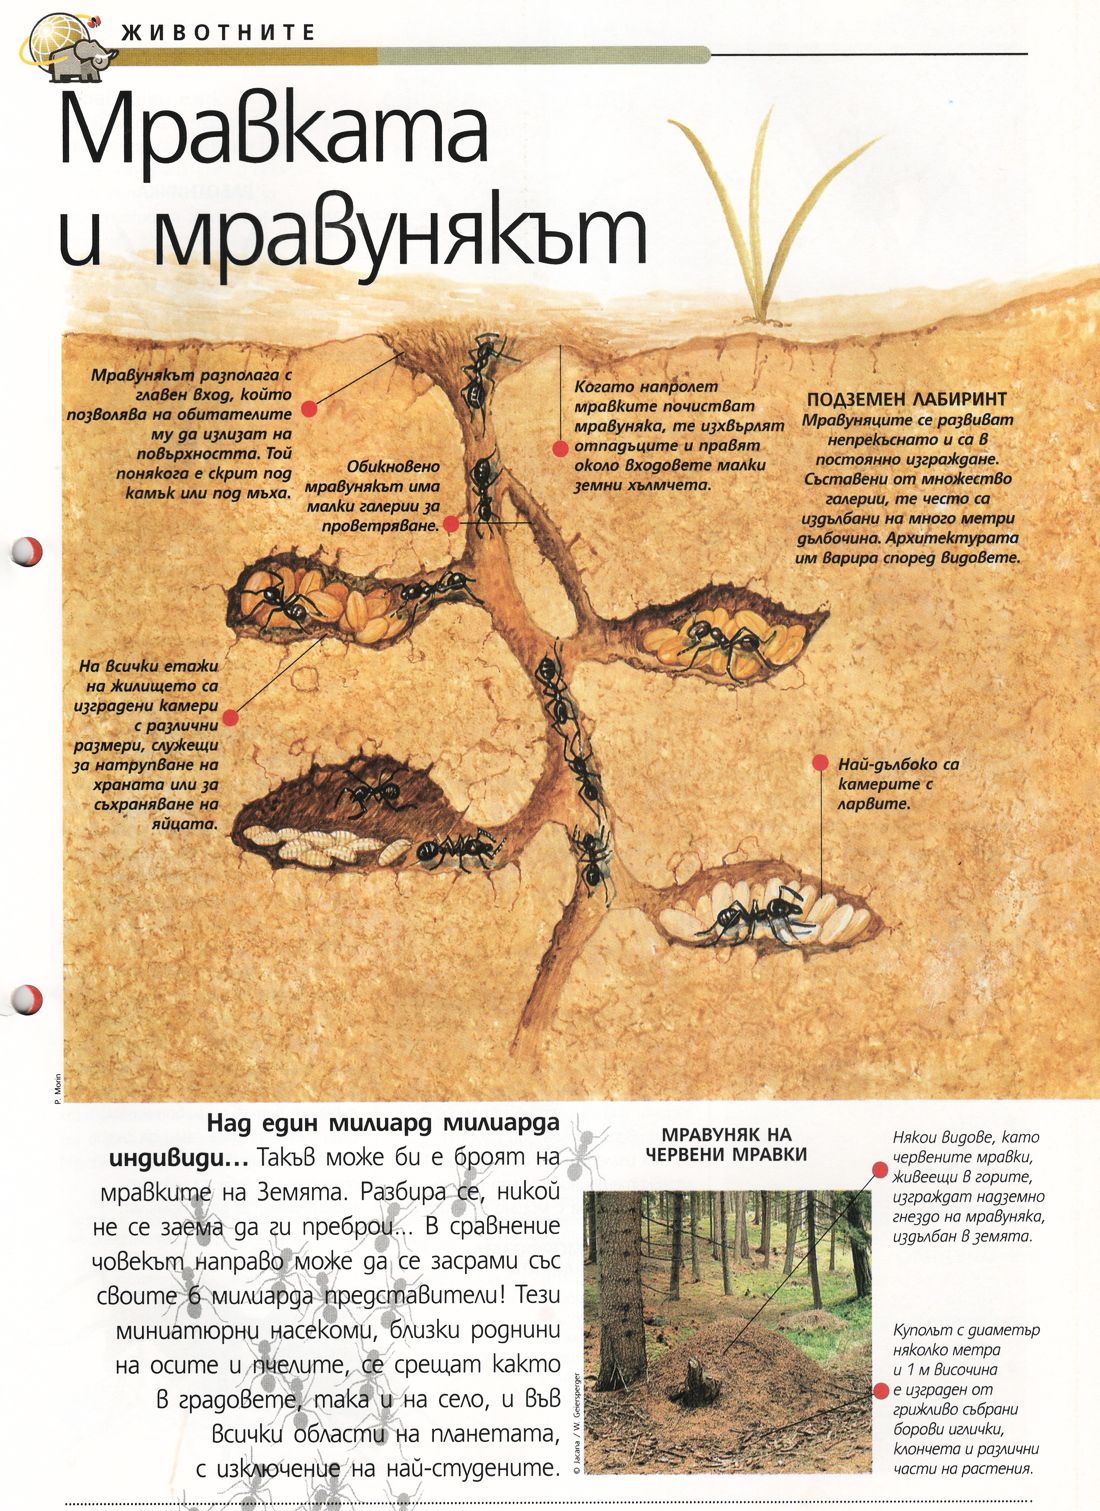 ЖИВОТНИТЕ
Мравката
и мравунякът
Мравунякът разполага с
главен вход, който
позволява на обитателите
му да излизат на
повърхността. Той
понякога е скрит под
камък или под мъха.
Обикновено
мравунякът има
малки галерии за
проветряване.
Когато напролет
мравките почистват
мравуняка, те изхвърлят
отпадъците и правят
около входовете малки
земни хълмчета.
ПОДЗЕМЕН ЛАБИРИНТ
Мравуняците се развиват
непрекъснато и са в
постоянно изграждане.
Съставени от множество
галерии, те често са
издълбани на много метри
дълбочина. Архитектурата
им варира според видовете.
На всички етажи
на жилището са
изградени камери
с различни
размери, служещи
за натрупване на
храната или за
съхраняване на
яйцата.
Най-дълбоко са
камерите с
ларвите.
P. Morin
Над един милиард милиарда
индивиди... Такъв може би е броят на
мравките на Земята. Разбира се, никой
не се заема да ги преброи... В сравнение
човекът направо може да се засрами със
своите 6 милиарда представители! Тези
миниатюрни насекоми, близки роднини
на осите и пчелите, се срещат както
в градовете, така и на село, и във
всички области на планетата,
с изключение на най-студените.
МРАВУНЯК НА
ЧЕРВЕНИ МРАВКИ
Някои видове, като
червените мравки,
живеещи в горите,
изграждат надземно
гнездо на мравуняка,
издълбан в земята.
Куполът с диаметър
няколко метра
и 1 м височина
е изграден от
грижливо събрани
борови иглички,
клончета и различни
части на растения.
© Jacana / W. Geiersperger